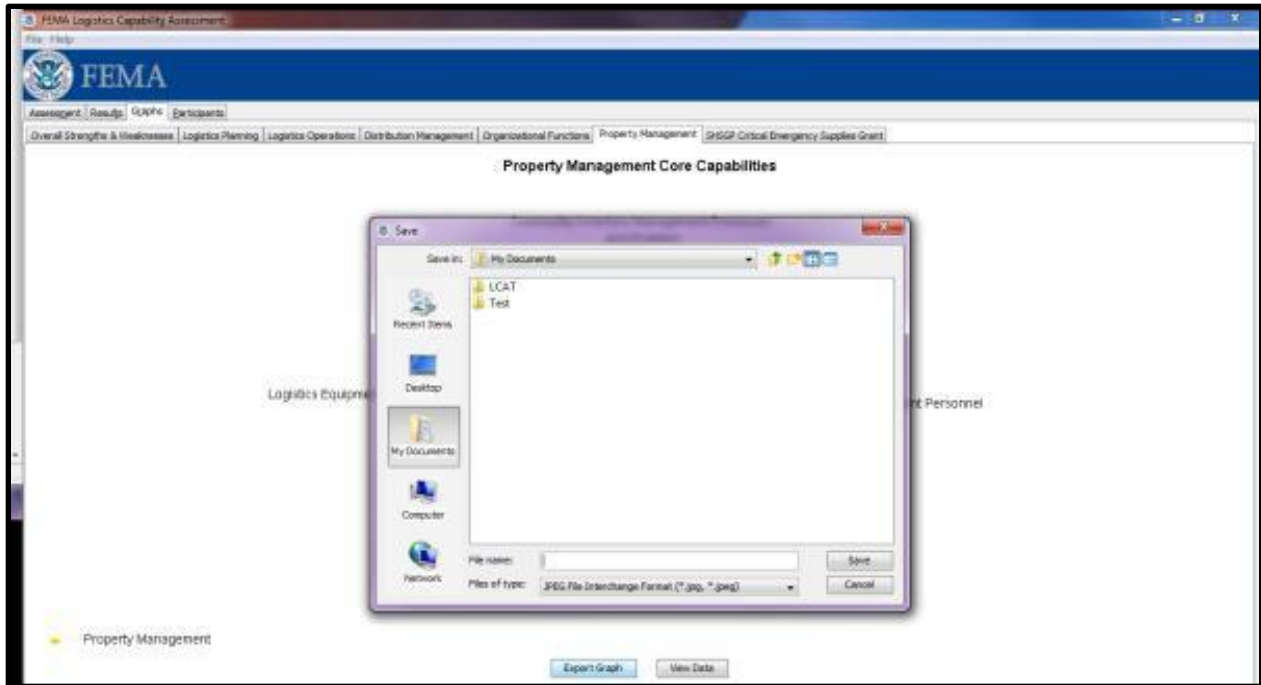 FEMA Logistics Capability Assessment
File Help
FEMA
Assessment Results Graphs Participants
Overall Strengths & Weaknesses Logistics Planning Logistics Operations Distribution Management Organizational Functions Property Management SHSGP Critical Emergency Supplies Grant
Property Management Core Capabilities
Save
Save in: My Documents
LCAT
Test
Recent Items
Desktop
My Documents
Computer
Network
Logistics Equipme
nt Personnel
File name:
Save
Files of type: JPEG File Interchange Format (*.jpg, *.jpeg)
Cancel
Property Management
Export Graph View Data